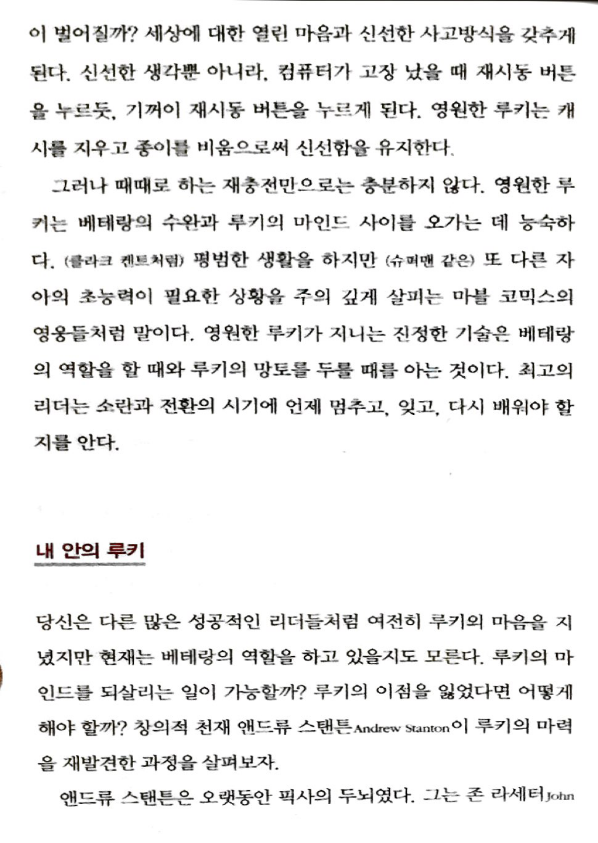 이 벌어질까? 세상에 대한 열린 마음과 신선한 사고방식을 갖추게
된다. 신선한 생각뿐 아니라, 컴퓨터가 고장 났을 때 재시동 버튼
을 누르듯, 기꺼이 재시동 버튼을 누르게 된다. 영원한 루키는 캐
시를 지우고 종이를 비움으로써 신선함을 유지한다.
그러나 때때로 하는 재충전만으로는 충분하지 않다. 영원한 루
키는 베테랑의 수완과 루키의 마인드 사이를 오가는 데 능숙하
다. (클라크 켄트처럼) 평범한 생활을 하지만 (슈퍼맨 같은) 또 다른 자
아의 초능력이 필요한 상황을 주의 깊게 살피는 마블 코믹스의
영웅들처럼 말이다. 영원한 루키가 지니는 진정한 기술은 베테랑
의 역할을 할 때와 루키의 망토를 두를 때를 아는 것이다. 최고의
리더는 소란과 전환의 시기에 언제 멈추고, 잊고, 다시 배워야 할
지를 안다.
내 안의 루키
당신은 다른 많은 성공적인 리더들처럼 여전히 루키의 마음을 지
녔지만 현재는 베테랑의 역할을 하고 있을지도 모른다. 루키의 마
인드를 되살리는 일이 가능할까? 루키의 이점을 잃었다면 어떻게
해야 할까? 창의적 천재 앤드류 스탠튼Andrew Stanton이 루키의 마력
을 재발견한 과정을 살펴보자.
앤드류 스탠튼은 오랫동안 픽사의 두뇌였다. 그는 존 라세터John